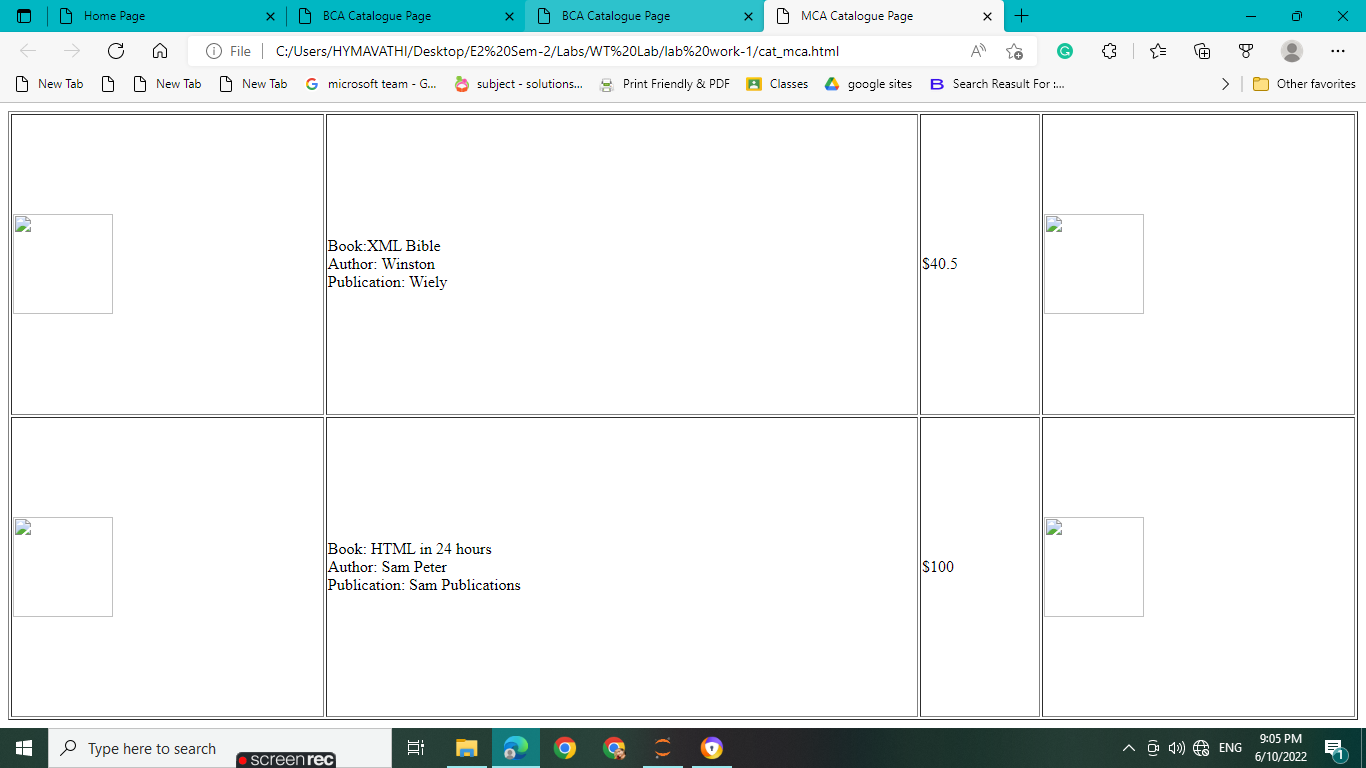 Home Page
BCA Catalogue Page
BCA Catalogue Page
MCA Catalogue Page
File
C:/Users/HYMAVATHI/Desktop/E2%20Sem-2/Labs/WT%20Lab/lab%20work-1/cat_mca.html
New Tab
New Tab
New Tab
microsoft team - G...
subject - solutions...
Print Friendly & PDF
Classes
google sites
Search Reasult For :...
Other favorites
Book:XML Bible
Author: Winston
Publication: Wiely
$40.5
Book: HTML in 24 hours
Author: Sam Peter
Publication: Sam Publications
$100
Type here to search
screenrec
ENG
9:05 PM
6/10/2022
1